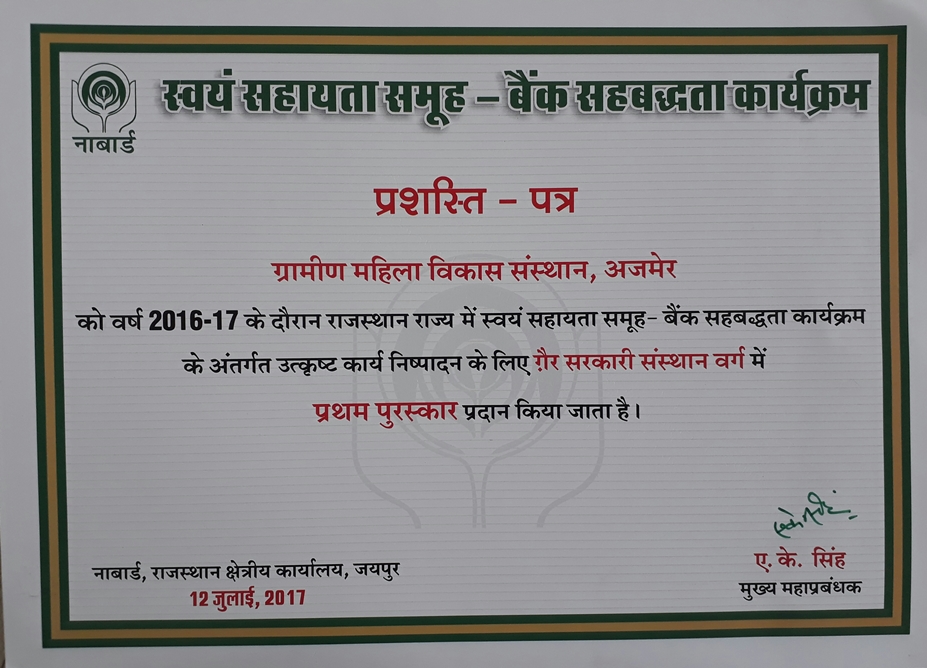 स्वयं सहायता समूह – बैंक सहबद्धता कार्यक्रम
नाबार्ड
प्रशस्ति – पत्र
ग्रामीण महिला विकास संस्थान, अजमेर
को वर्ष 2016-17 के दौरान राजस्थान राज्य में स्वयं सहायता समूह– बैंक सहबद्धता कार्यक्रम
के अंतर्गत उत्कृष्ट कार्य निष्पादन के लिए ग़ैर सरकारी संस्थान वर्ग में
प्रथम पुरस्कार प्रदान किया जाता है।
नाबार्ड, राजस्थान क्षेत्रीय कार्यालय, जयपुर
12 जुलाई, 2017
ए. के. सिंह
मुख्य महाप्रबंधक